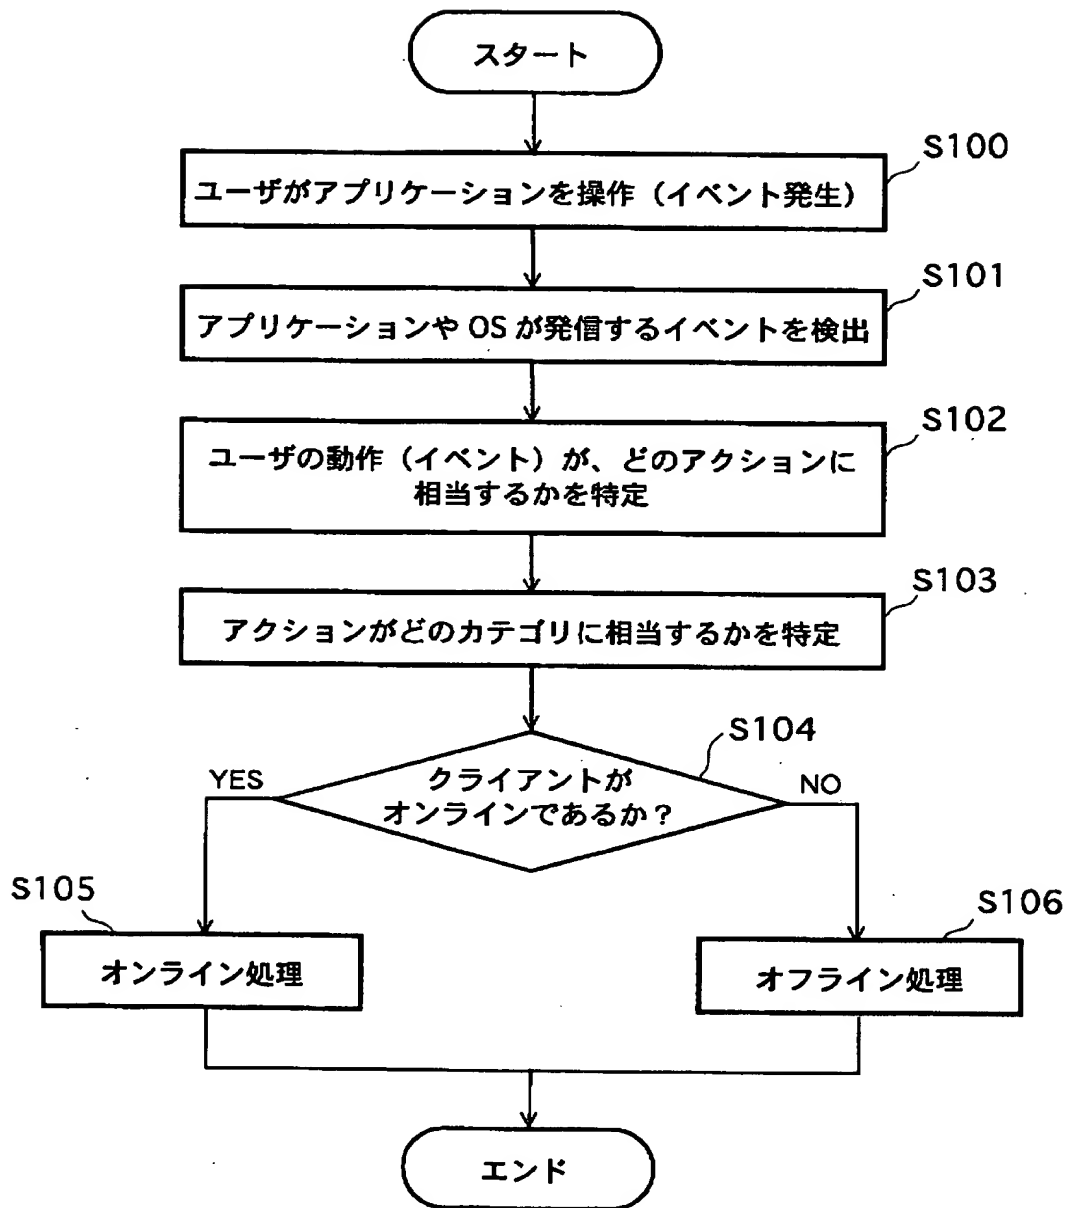 スタート
S100
ユーザがアプリケーションを操作（イベント発生）
S101
アプリケーションや OS が発信するイベントを検出
S102
ユーザの動作（イベント）が、どのアクションに
相当するかを特定
S103
アクションがどのカテゴリに相当するかを特定
S104
クライアントが
オンラインであるか？
YES
NO
S105
オンライン処理
S106
オフライン処理
エンド